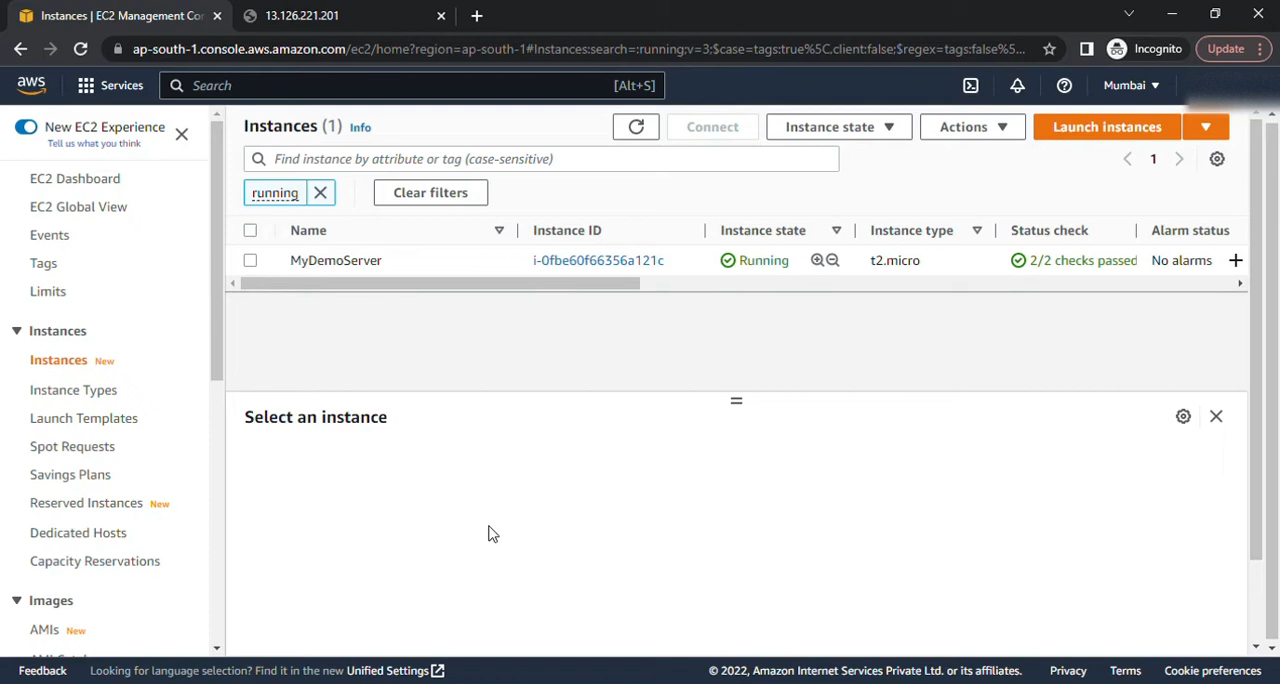 Instances | EC2 Management Cor
13.126.221.201
ap-south-1.console.aws.amazon.com/ec2/home?region=ap-south-1#Instances:search=:running;v=3;$case=tags:true%5C,client:false;$regex=tags:false%5...
Incognito
Update
aws
Services
Search
[Alt+S]
Mumbai
New EC2 Experience
Tell us what you think
EC2 Dashboard
EC2 Global View
Events
Tags
Limits
Instances
Instances New
Instance Types
Launch Templates
Spot Requests
Savings Plans
Reserved Instances New
Dedicated Hosts
Capacity Reservations
Images
AMIs New
Instances (1) Info
Connect
Instance state
Actions
Launch instances
Find instance by attribute or tag (case-sensitive)
1
running
Clear filters
Name Instance ID Instance state Instance type Status check Alarm status
MyDemoServer i-0fbe60f66356a121c Running t2.micro 2/2 checks passed No alarms
Select an instance
Feedback Looking for language selection? Find it in the new Unified Settings © 2022, Amazon Internet Services Private Ltd. or its affiliates. Privacy Terms Cookie preferences